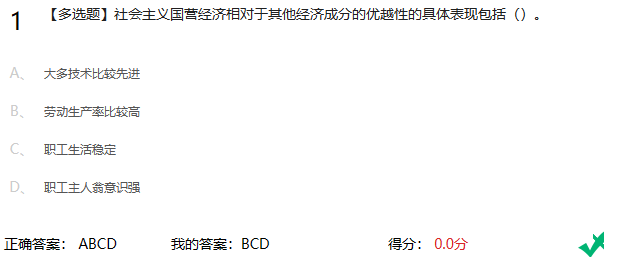 1 【多选题】社会主义国营经济相对于其他经济成分的优越性的具体表现包括（）。
A、 大多技术比较先进
B、 劳动生产率比较高
C、 职工生活稳定
D、 职工主人翁意识强
正确答案： ABCD 我的答案：BCD 得分： 0.0分